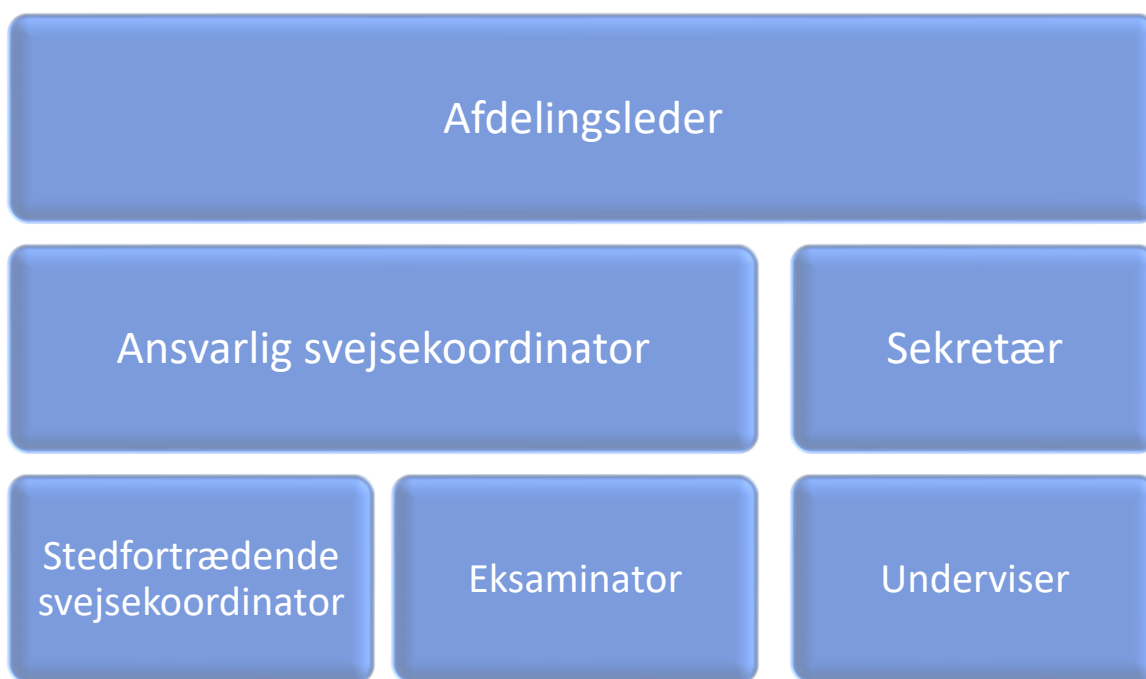 Afdelingsleder
Ansvarlig svejsekoordinator
Sekretær
Stedfortrædende
svejsekoordinator
Eksaminator
Underviser